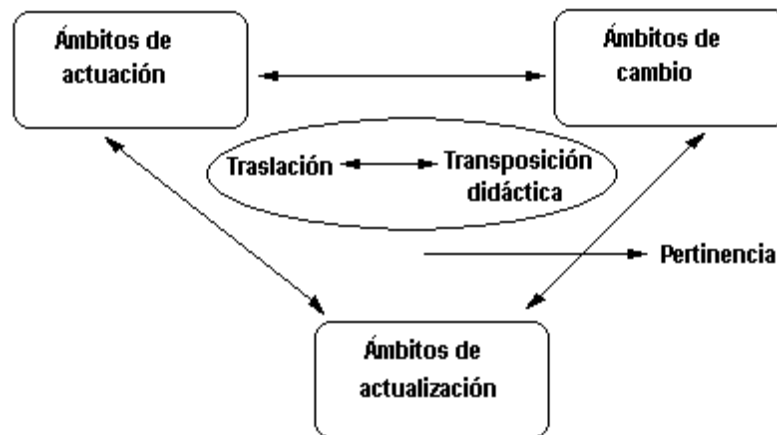 Ámbitos de
actuación
Ámbitos de
cambio
Traslación
Transposición
didáctica
Pertinencia
Ámbitos de
actualización